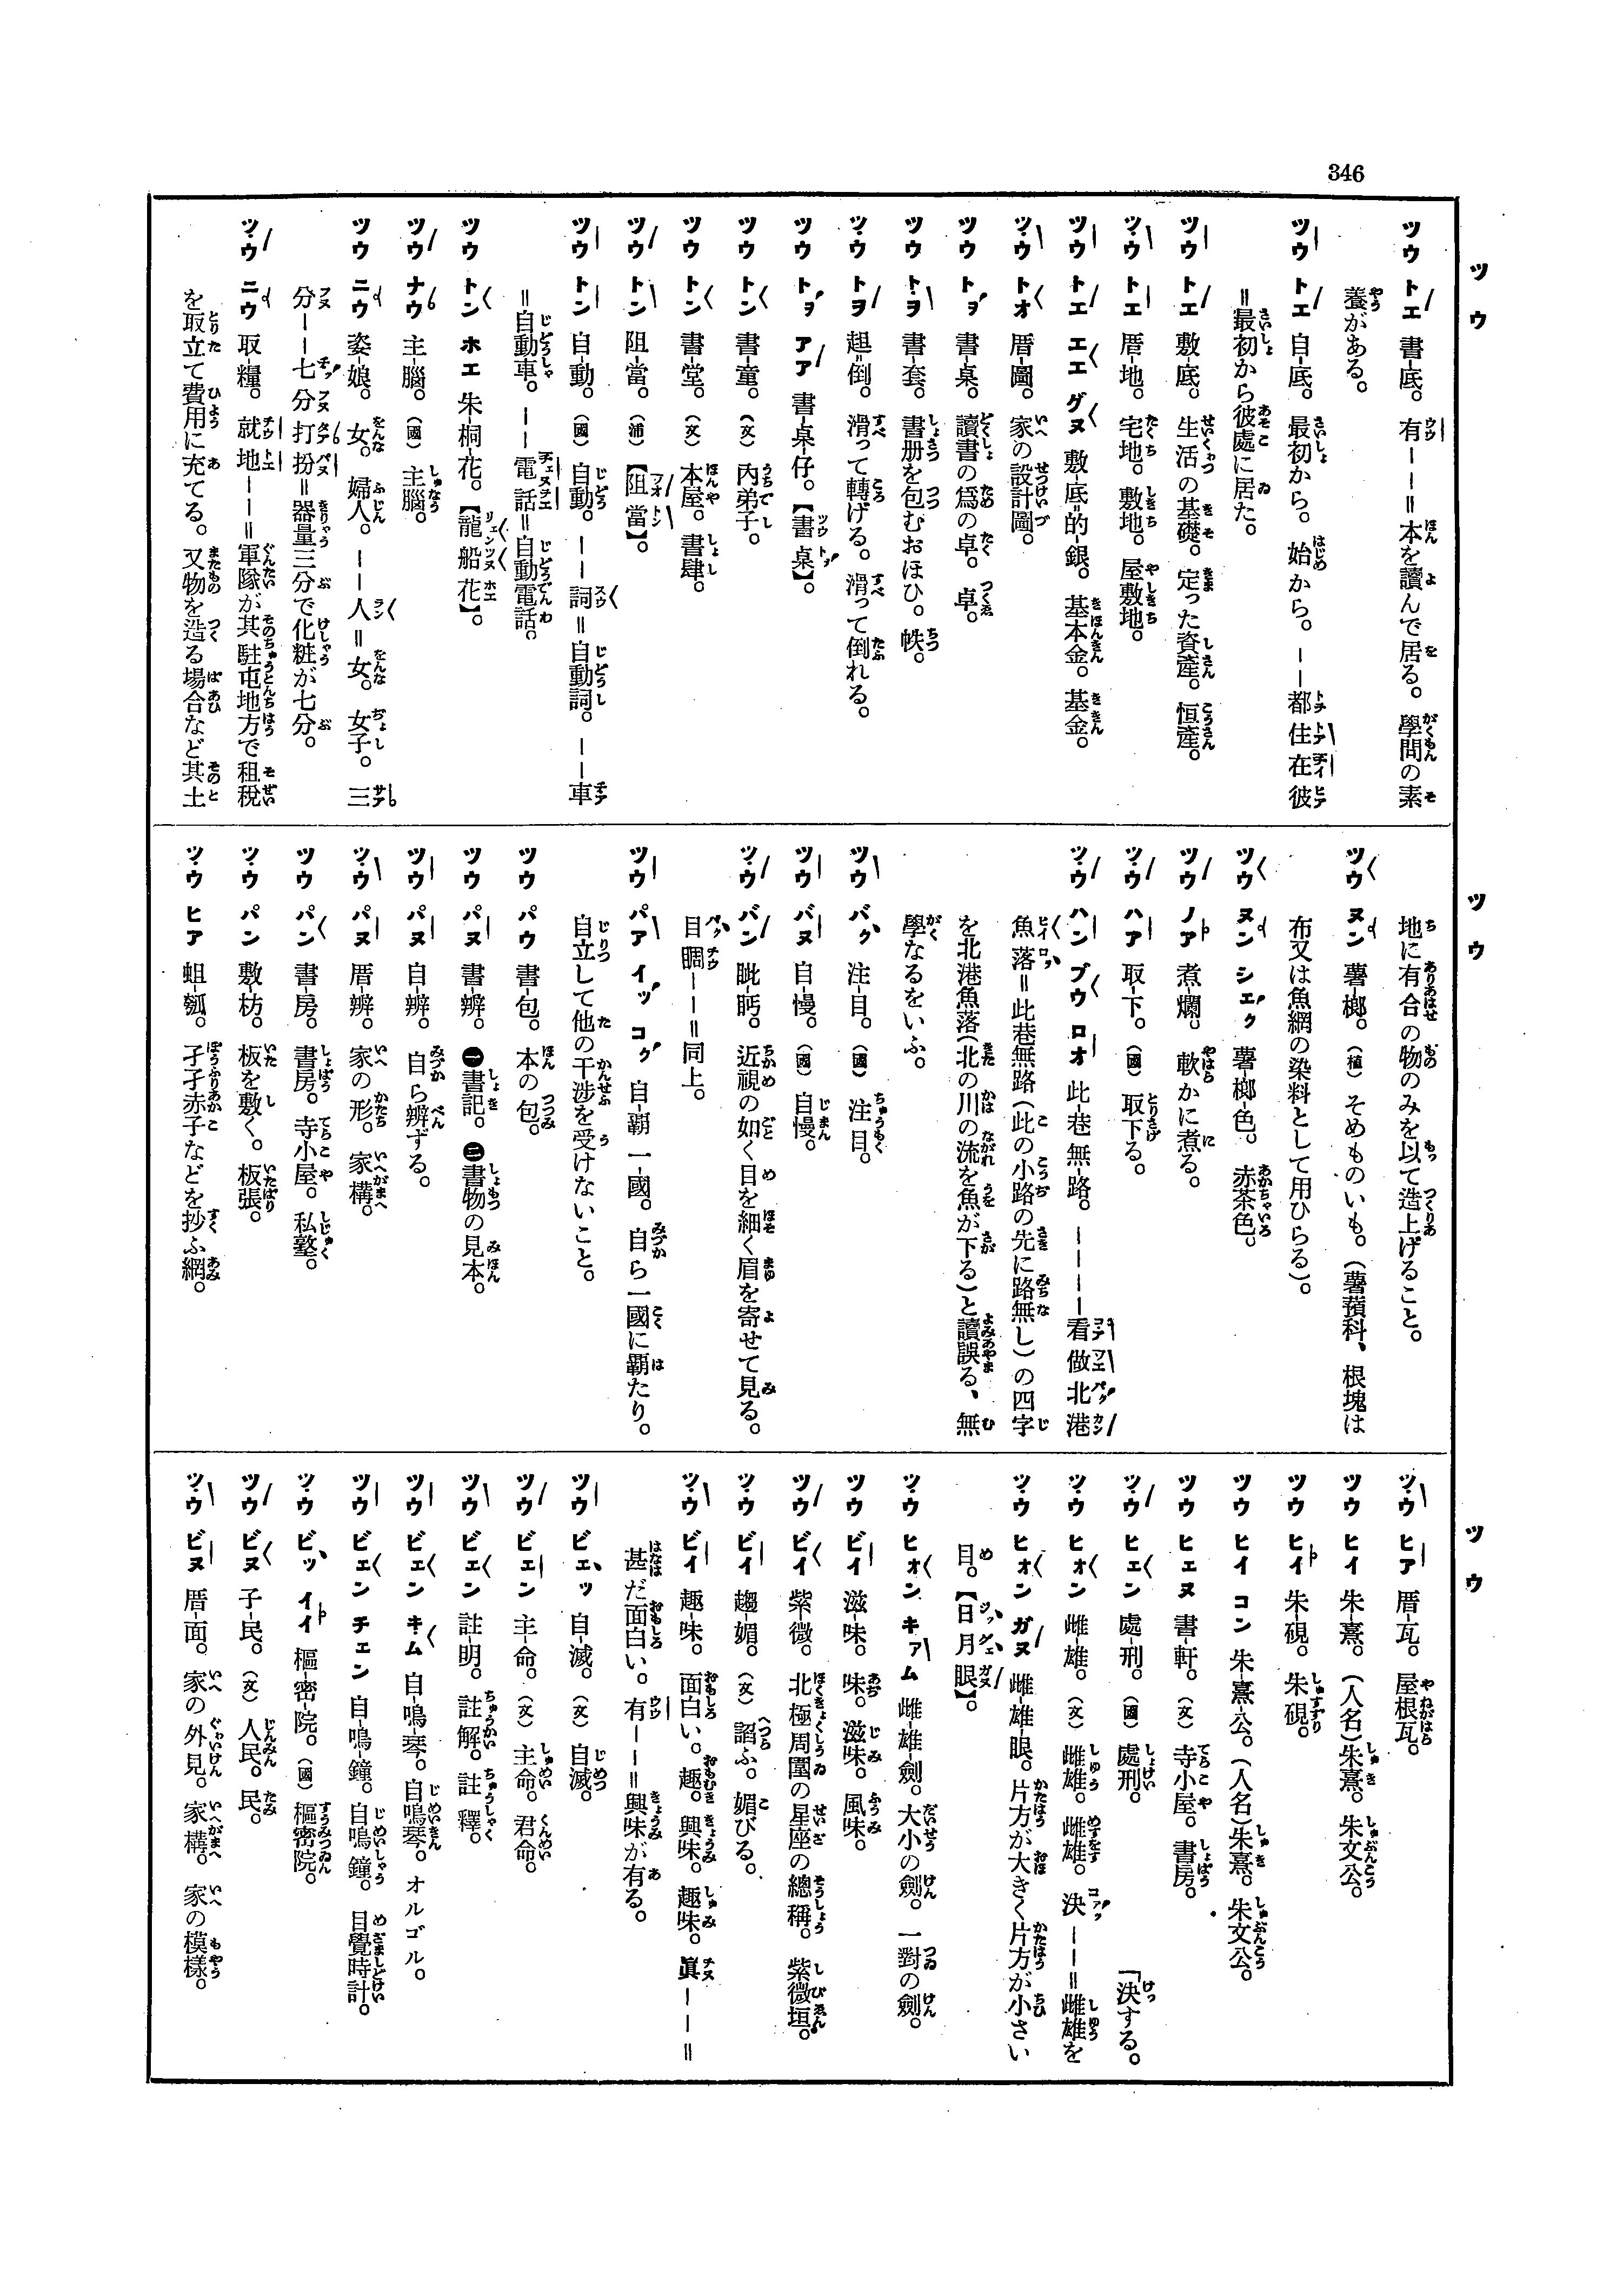 346
ツウ
ツウ
ツウ
ツウ トエ 書-底。 有――=本を讀んで居る。學問の素
養がある。
ツウ トエ 自-底。 最初から。始から。――都住在彼
=最初から彼處に居た。
ツウ トエ 敷-底。 生活の基礎。定った資産。恒産。
ツウ トエ 厝-地。 宅地。敷地。屋敷地。
ツウ トエ エエ グヌ 敷-底=的-銀。 基本金。基金。
ツウ トオ 厝-圖。 家の設計圖。
ツウ トヲ 書-桌。 讀書の爲の卓。卓。
ツウ トヲ 書-套。 書册を包むおほひ。帙。
ツウ トヲ 趄=倒。 滑って轉げる。滑って倒れる。
ツウ トヲ アア 書-桌-仔。【書桌】。
ツウ トン 書-童。(文) 內弟子。
ツウ トン 書-堂。(文) 本屋。書肆。
ツウ トン 阻-當。(浦)【阻當】。
ツウ トン 自-動。(國) 自動。――詞=自動詞。――車
=自動車。――電話=自動電話。
ツウ トン ホエ 朱-桐-花。【龍船花】。
ツウ ナウ 主-腦。(國) 主腦。
ツウ ニウ 姿-娘。 女。婦人。――人=女。女子。三
分――七分打扮=器量三分で化粧が七分。
ツウ ニウ 取-糧。 就地――=軍隊が其駐屯地方で租稅
を取立て費用に充てる。又物を造る場合など其土
地に有合の物のみを以て造上げること。
ツウ ヌン 薯-榔。(植) そめものいも。(薯蕷科、根塊は
布又は魚網の染料として用ひらる)。
ツウ ヌン シェク 薯-榔-色。 赤茶色。
ツウ ノア 煮-爛。 軟かに煮る。
ツウ ハア 取-下。(國) 取下る。
ツウ ハン ブウ ロオ 此-巷-無-路。――――看做北港
魚落=此巷無路(此の小路の先に路無し)の四字
を北港魚落(北の川の流を魚が下る)と讀誤る、無
學なるをいふ。
ツウ バク 注-目。(國) 注目。
ツウ バヌ 自-慢。(國) 自慢。
ツウ バン 眦-眄。 近視の如く目を細く眉を寄せて見る。
目睭――=同上。
ツウ パア イッ コク 自-覇-一-國。 自ら一國に覇たり。
自立して他の干渉を受けないこと。
ツウ パウ 書-包。 本の包。
ツウ パヌ 書-辦。 ㊀書記。㊁書物の見本。
ツウ パヌ 自-辦。 自ら辦ずる。
ツウ パヌ 厝-辦。 家の形。家構。
ツウ パン 書-房。 書房。寺小屋。私塾。
ツウ パン 敷-枋。 板を敷く。板張。
ツウ ヒア 蛆-瓠。 孑孑赤子などを抄ふ網。
ツウ ヒア 厝-瓦。 屋根瓦。
ツウ ヒイ 朱-熹。(人名)朱熹。朱文公。
ツウ ヒイ 朱-硯。 朱硯。
ツウ ヒイ コン 朱-熹-公。(人名)朱熹。朱文公。
ツウ ヒェヌ 書-軒。(文) 寺小屋。書房。
ツウ ヒェン 處-刑。(國) 處刑。
「決する。
ツウ ヒォン 雌-雄。(文) 雌雄。雌雄。決――=雌雄を
ツウ ヒォン ガヌ 雌-雄-眼。 片方が大きく片方が小さい
目。【日月眼】。
ツウ ヒォン キァム 雌-雄-劍。 大小の劍。一對の劍。
ツウ ビイ 滋-味。 味。滋味。風味。
ツウ ビイ 紫-微。 北極周圍の星座の總稱。紫微垣。
ツウ ビイ 趨-媚。(文) 諂ふ。媚びる。
ツウ ビイ 趣-味。 面白い。趣。興味。趣味。眞――=
甚だ面白い。有――=興味が有る。
ツウ ビェッ 自-滅。(文) 自滅。
ツウ ビェン 主-命。(文) 主命。君命。
ツウ ビェン 註-明。 註解。註釋。
ツウ ビェン キム 自-鳴-琴。 自鳴琴。オルゴル。
ツウ ビェン チェン 自-鳴-鐘。 自鳴鐘。目覺時計。
ツウ ビッ イイ 樞-密-院。(國) 樞密院。
ツウ ビヌ 子-民。(文) 人民。民。
ツウ ビヌ 厝-面。 家の外見。家構。家の模樣。